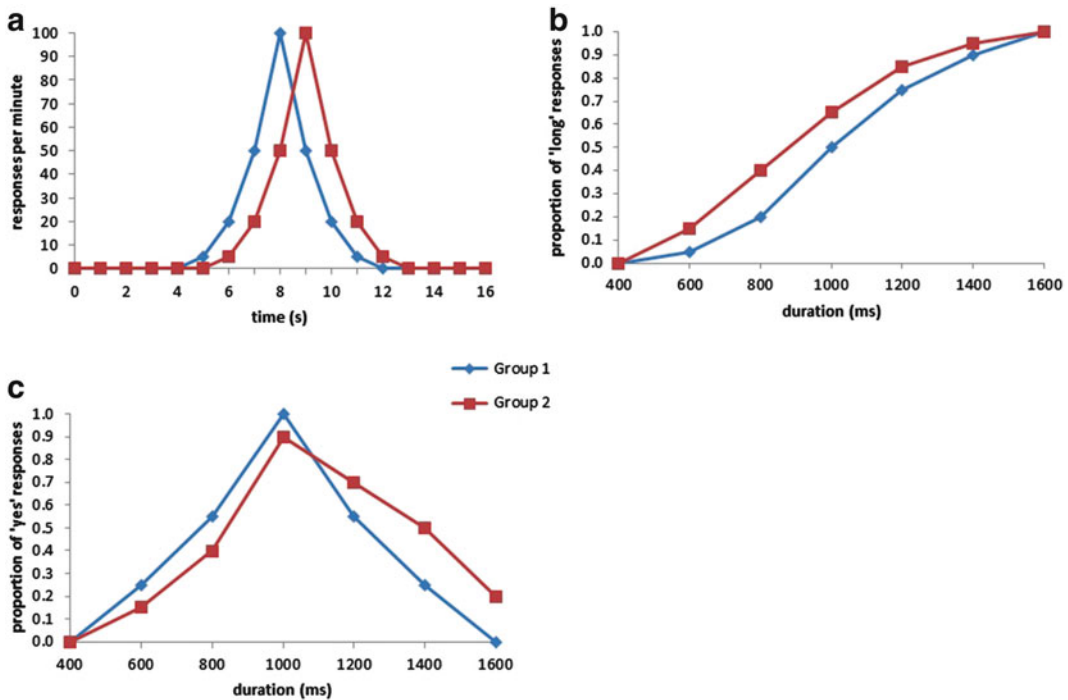 a
responses per minute
100
90
80
70
60
50
40
30
20
10
0
0 2 4 6 8 10 12 14 16
time (s)
b
proportion of 'long' responses
1.0
0.9
0.8
0.7
0.6
0.5
0.4
0.3
0.2
0.1
0.0
400 600 800 1000 1200 1400 1600
duration (ms)
Group 1
Group 2
c
proportion of 'yes' responses
1.0
0.9
0.8
0.7
0.6
0.5
0.4
0.3
0.2
0.1
0.0
400 600 800 1000 1200 1400 1600
duration (ms)